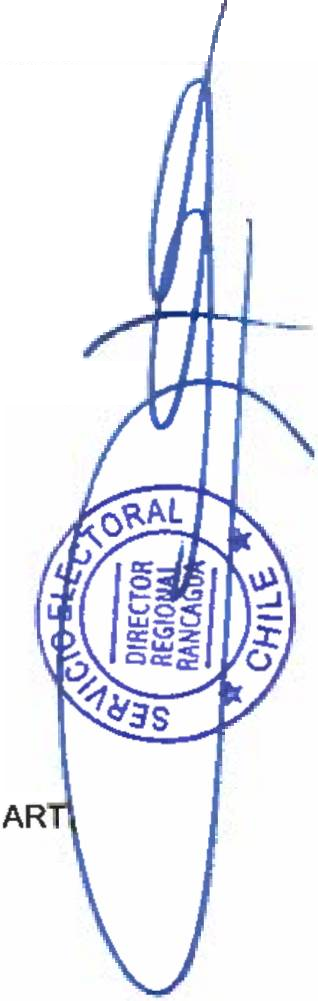 SERVICIO ELECTORAL
CHILE
DIRECTOR
REGIONAL
RANCAGUA
ART